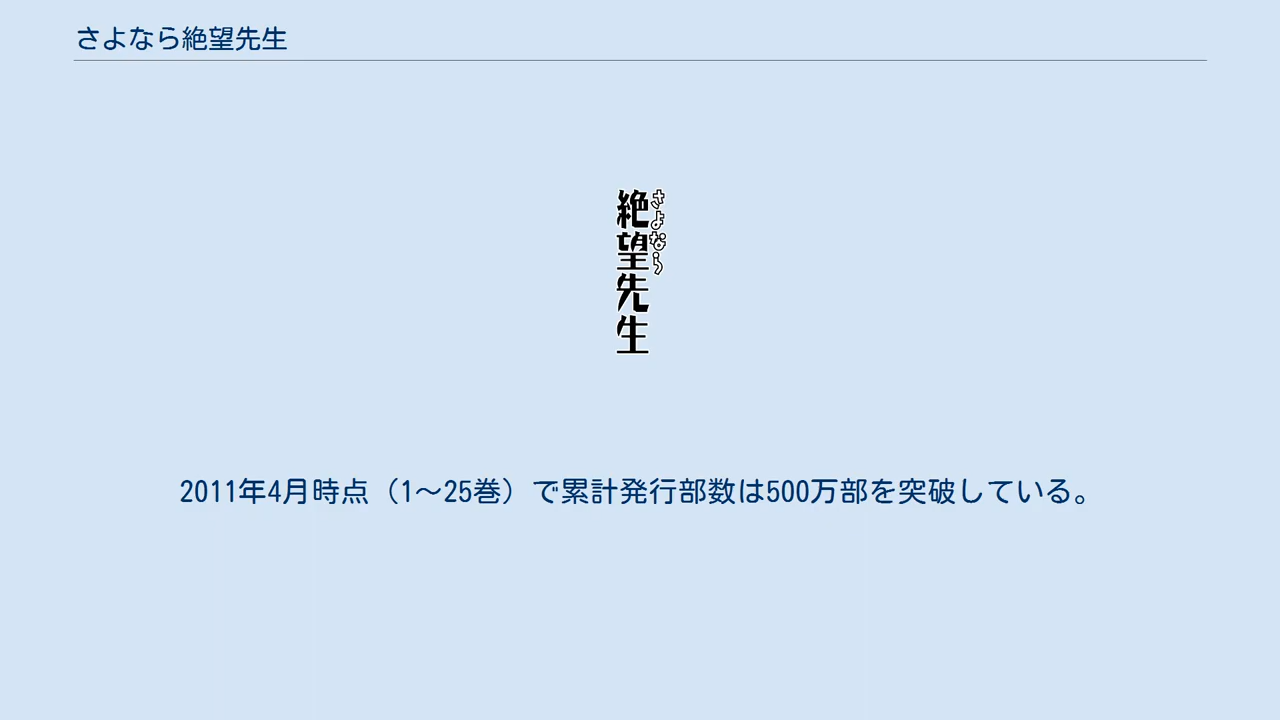 さよなら絶望先生
さよなら
絶望先生
2011年4月時点（1～25巻）で累計発行部数は500万部を突破している。